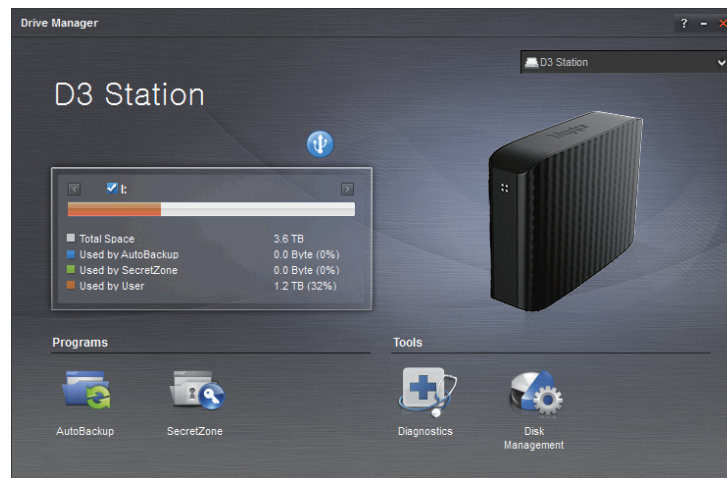 Drive Manager
? – ×
D3 Station
D3 Station
I:
Total Space 3.6 TB
Used by AutoBackup 0.0 Byte (0%)
Used by SecretZone 0.0 Byte (0%)
Used by User 1.2 TB (32%)
Programs
Tools
AutoBackup
SecretZone
Diagnostics
Disk
Management